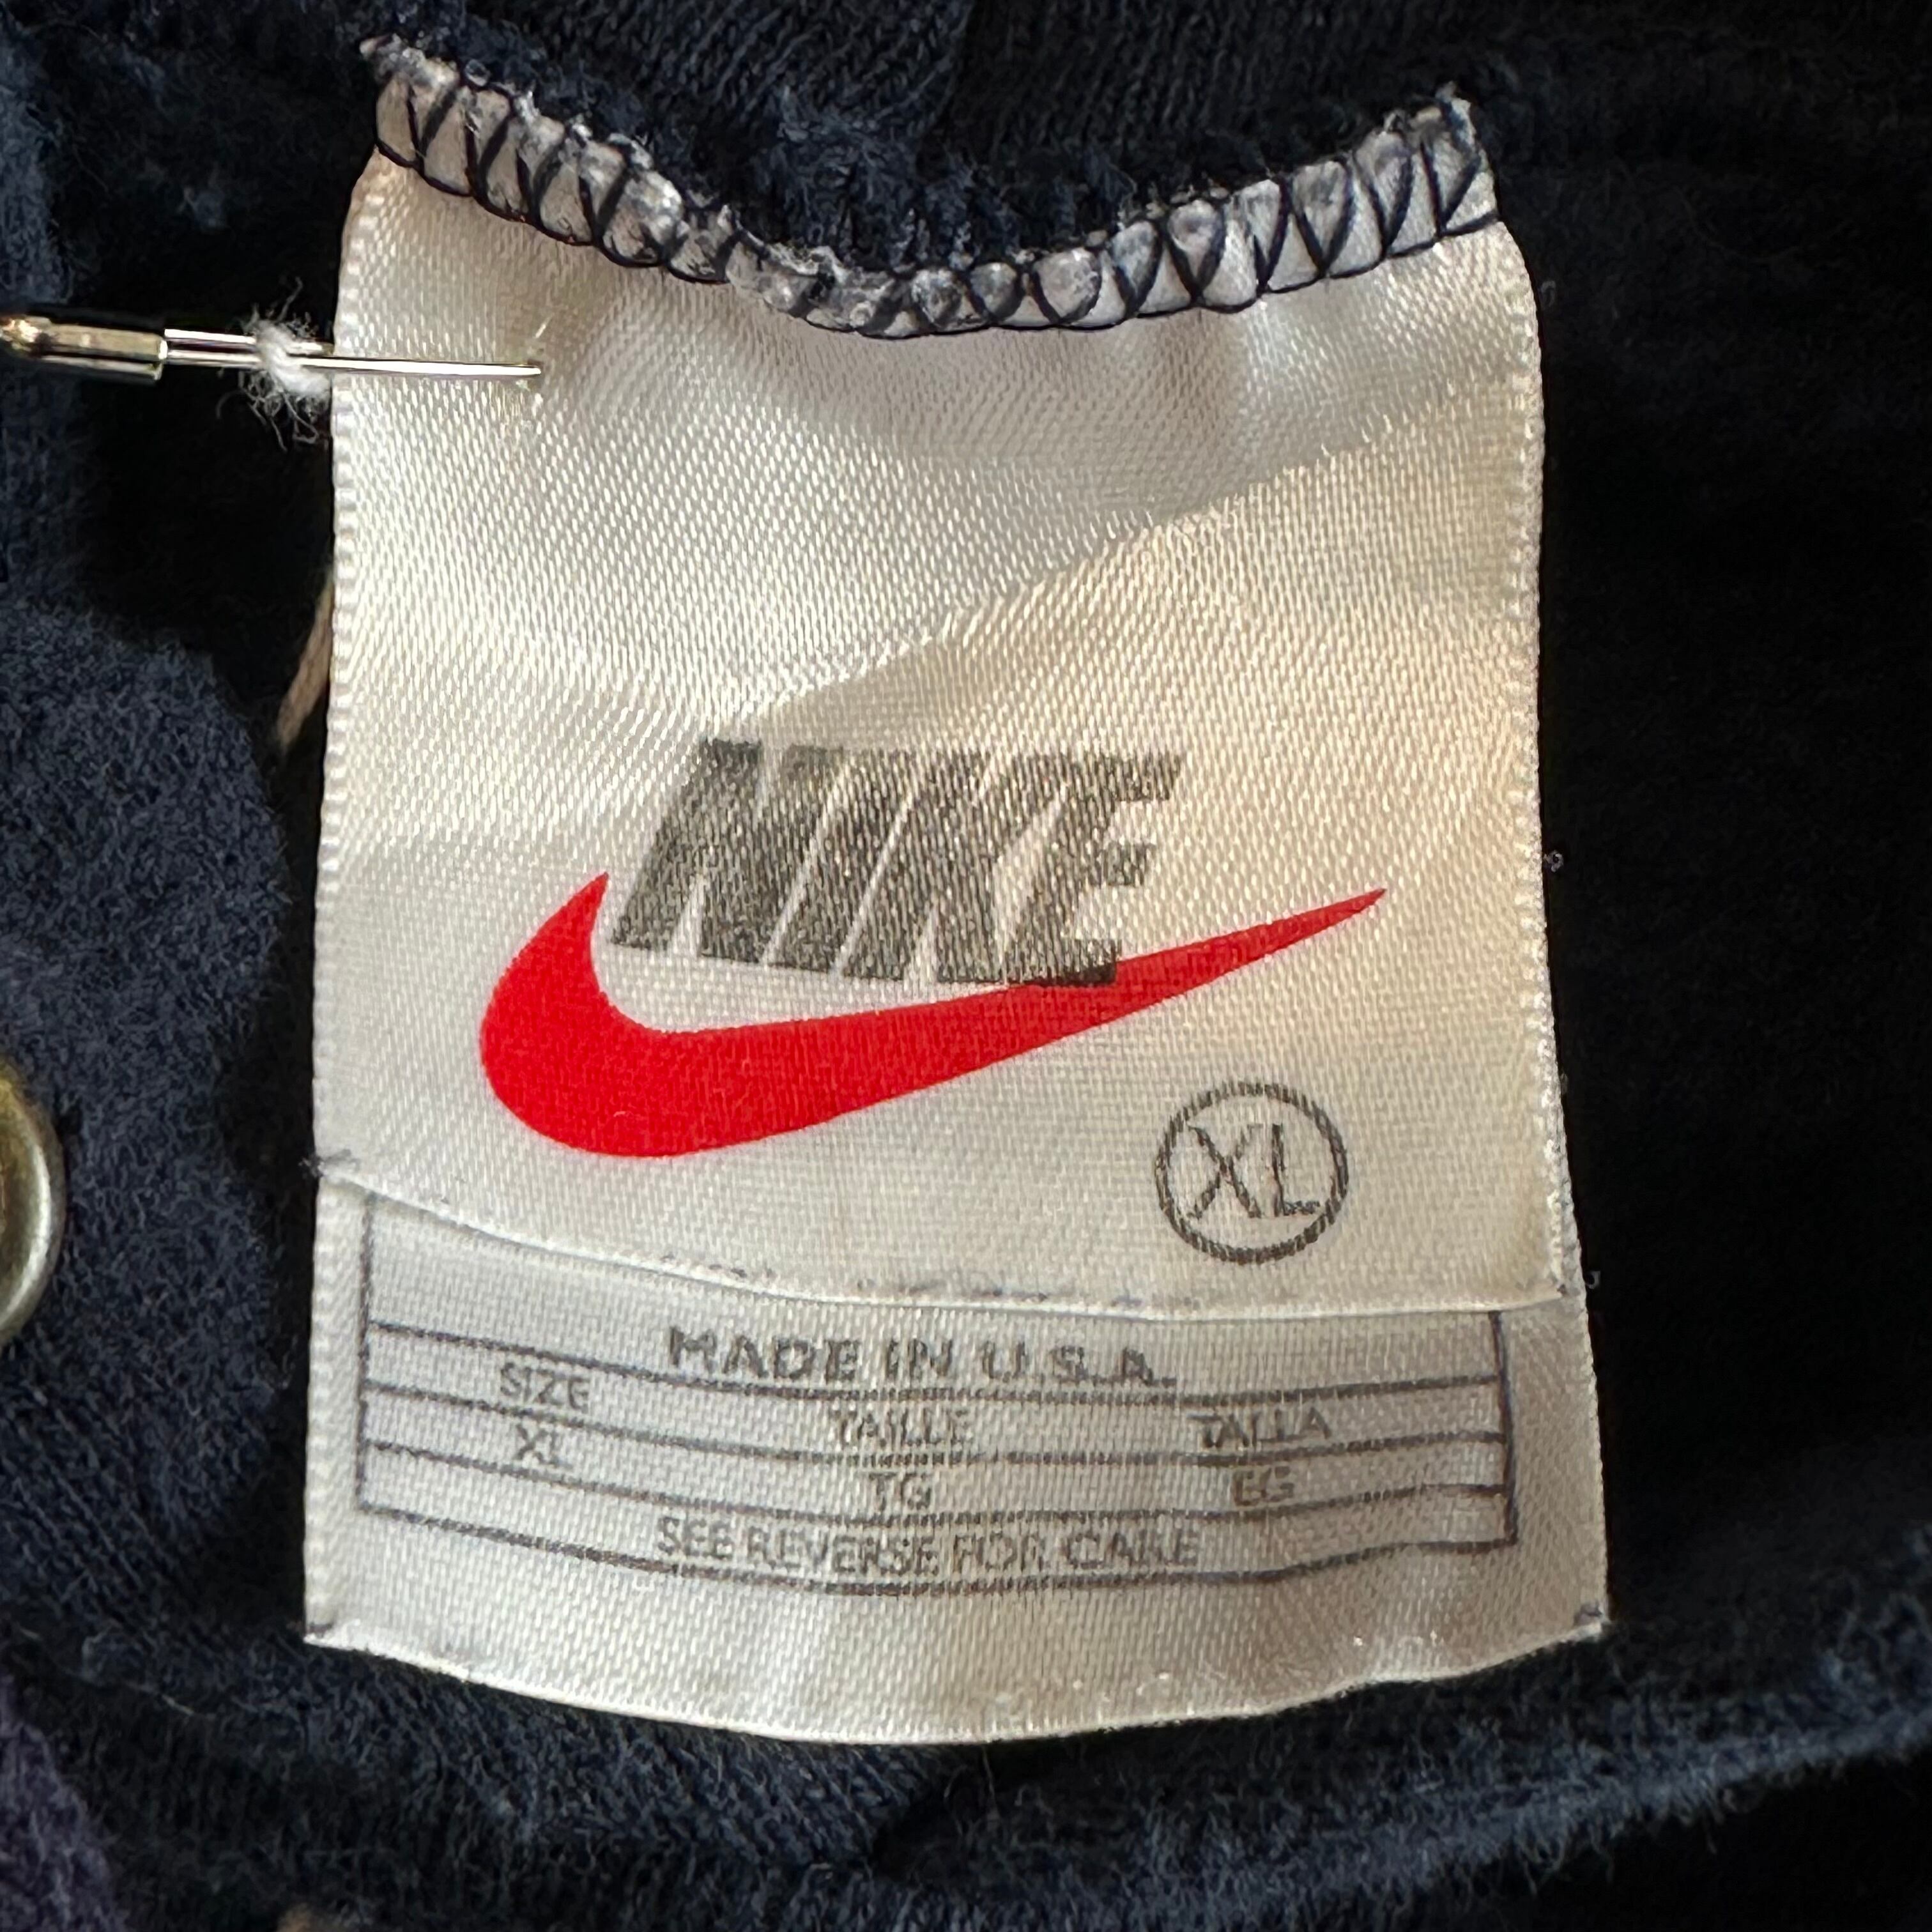 NIKE
XL
MADE IN U.S.A.
SIZE TAILLE TALLA
XL TG EG
SEE REVERSE FOR CARE